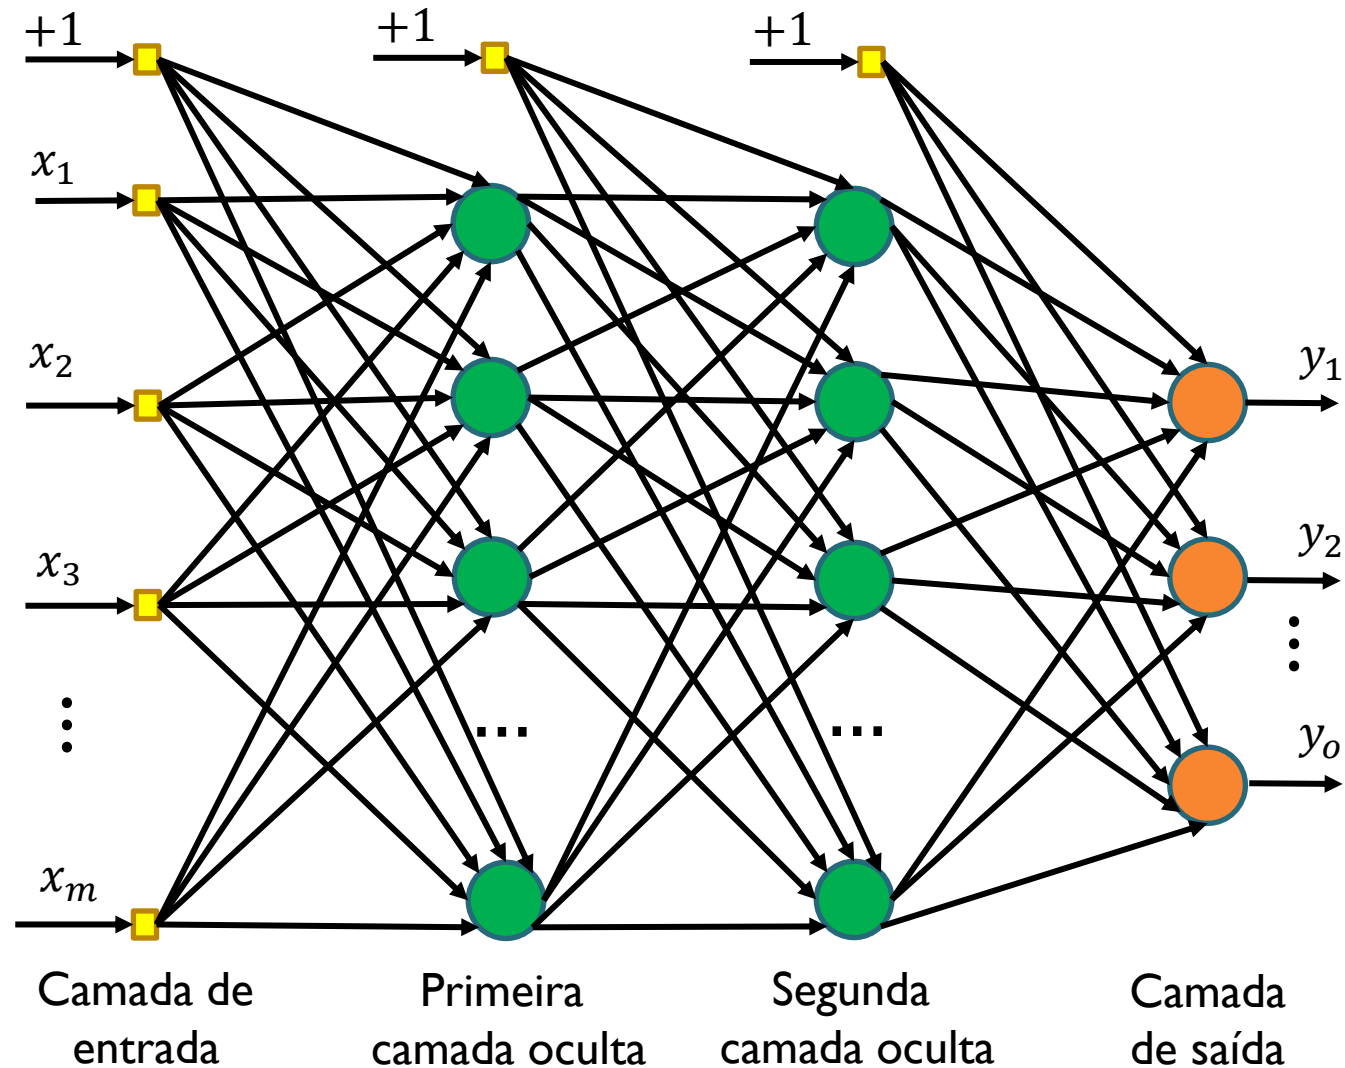 +1
+1
+1
x₁
x₂
x₃
⋮
xₘ
...
...
y₁
y₂
⋮
yₒ
Camada de
entrada
Primeira
camada oculta
Segunda
camada oculta
Camada
de saída